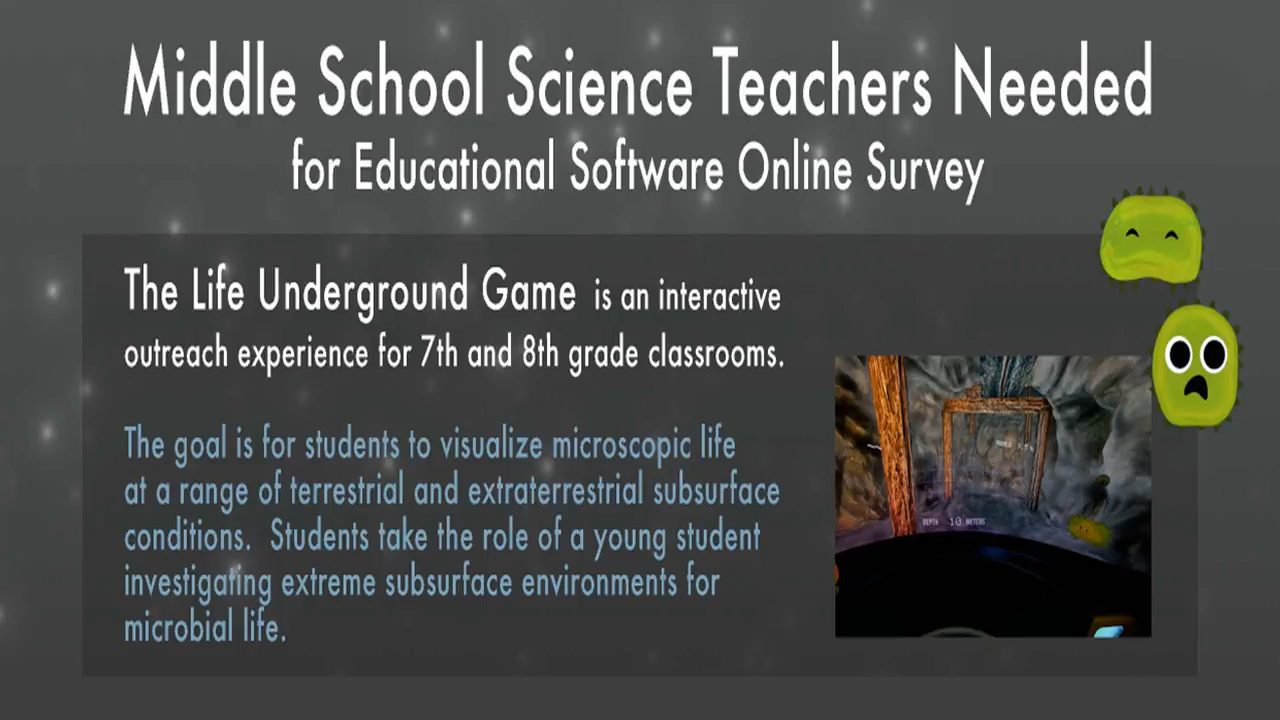 Middle School Science Teachers Needed
for Educational Software Online Survey
The Life Underground Game is an interactive
outreach experience for 7th and 8th grade classrooms.
The goal is for students to visualize microscopic life
at a range of terrestrial and extraterrestrial subsurface
conditions. Students take the role of a young student
investigating extreme subsurface environments for
microbial life.
DEPTH 10 METERS